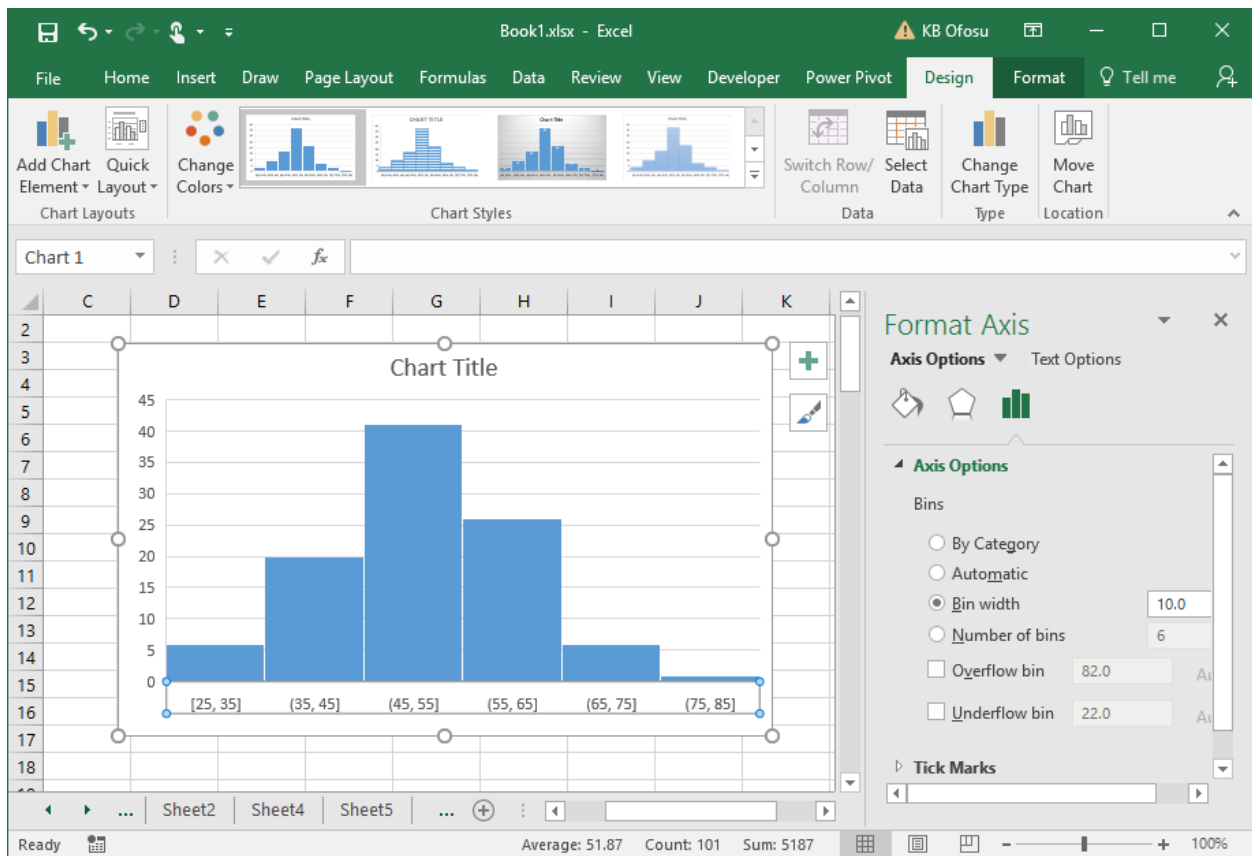 Book1.xlsx - Excel
KB Ofosu
File Home Insert Draw Page Layout Formulas Data Review View Developer Power Pivot Design Format Tell me
Add Chart Element
Quick Layout
Change Colors
Switch Row/ Column
Select Data
Change Chart Type
Move Chart
Chart Layouts
Chart Styles
Data
Type
Location
Chart 1
fx
C D E F G H I J K
2
3
4
5
6
7
8
9
10
11
12
13
14
15
16
17
18
Chart Title
45
40
35
30
25
20
15
10
5
0
[25, 35] (35, 45] (45, 55] (55, 65] (65, 75] (75, 85]
Format Axis
Axis Options Text Options
Axis Options
Bins
By Category
Automatic
Bin width 10.0
Number of bins 6
Overflow bin 82.0
Underflow bin 22.0
Tick Marks
... Sheet2 Sheet4 Sheet5 ...
Ready Average: 51.87 Count: 101 Sum: 5187 100%